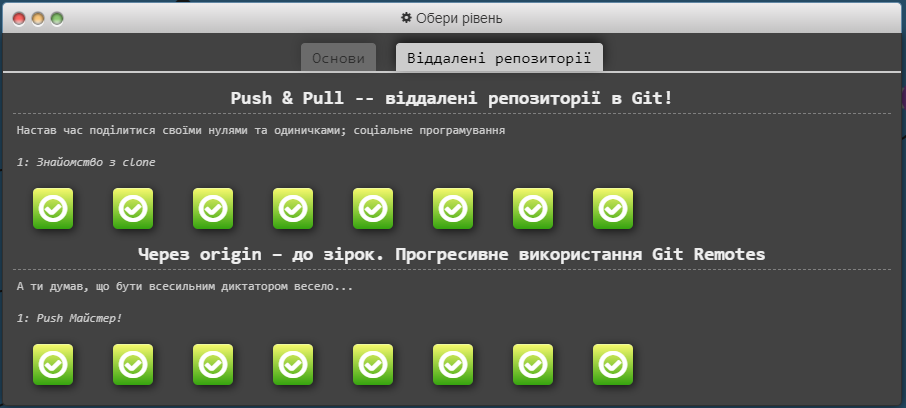 Обери рівень
Основи
Віддалені репозиторії
Push & Pull -- віддалені репозиторії в Git!
Настав час поділитися своїми нулями та одиничками; соціальне програмування
1: Знайомство з clone
Через origin – до зірок. Прогресивне використання Git Remotes
А ти думав, що бути всесильним диктатором весело...
1: Push Майстер!